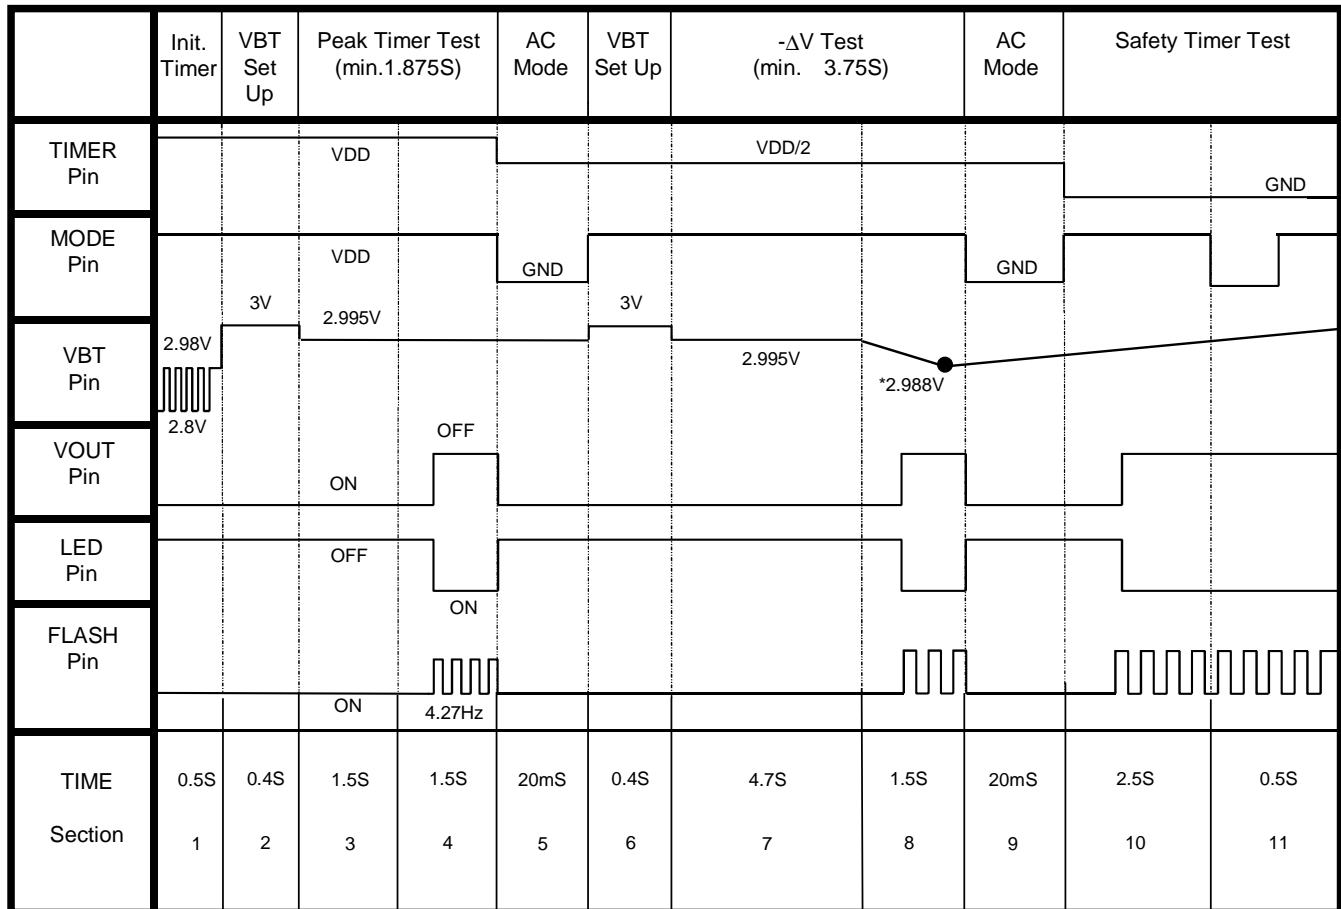 Init. Timer
VBT Set Up
Peak Timer Test (min.1.875S)
AC Mode
VBT Set Up
-ΔV Test (min. 3.75S)
AC Mode
Safety Timer Test
TIMER Pin
VDD
VDD/2
GND
MODE Pin
VDD
GND
GND
VBT Pin
2.98V
2.8V
3V
2.995V
3V
2.995V
*2.988V
VOUT Pin
ON
OFF
LED Pin
OFF
ON
FLASH Pin
ON
4.27Hz
TIME
0.5S
0.4S
1.5S
1.5S
20mS
0.4S
4.7S
1.5S
20mS
2.5S
0.5S
Section
1
2
3
4
5
6
7
8
9
10
11